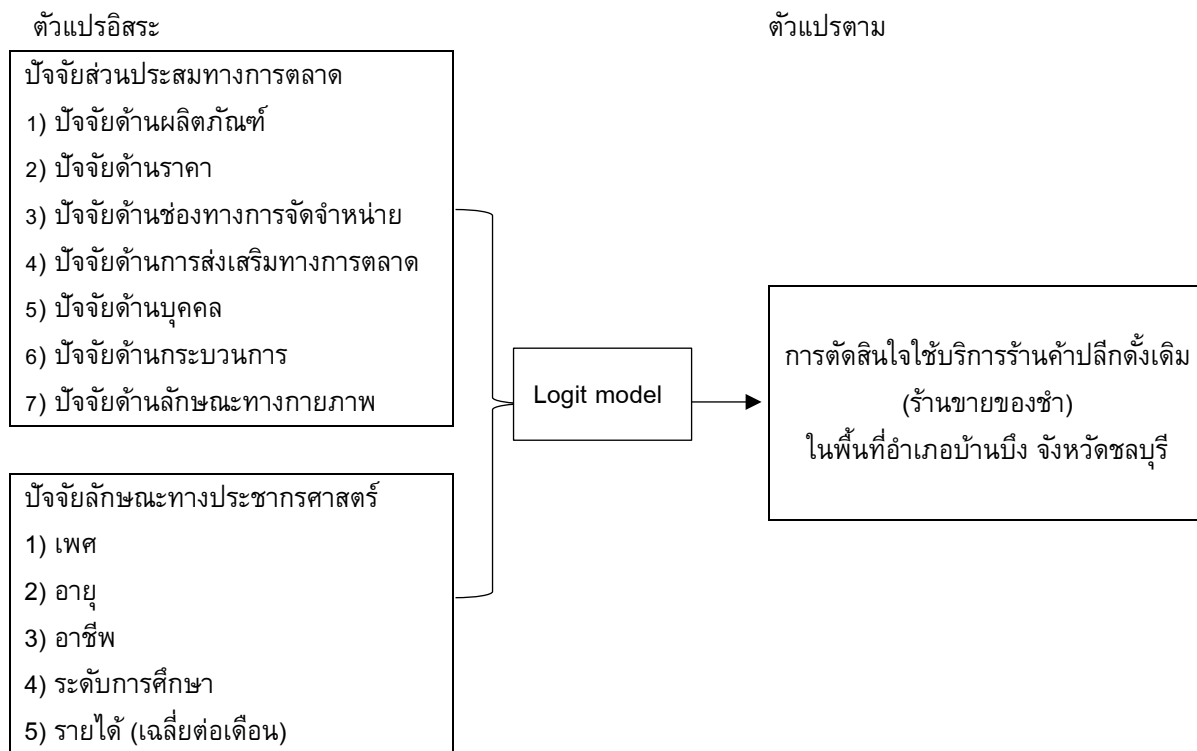 ตัวแปรอิสระ
ตัวแปรตาม
ปัจจัยส่วนประสมทางการตลาด
1) ปัจจัยด้านผลิตภัณฑ์
2) ปัจจัยด้านราคา
3) ปัจจัยด้านช่องทางการจัดจำหน่าย
4) ปัจจัยด้านการส่งเสริมทางการตลาด
5) ปัจจัยด้านบุคคล
6) ปัจจัยด้านกระบวนการ
7) ปัจจัยด้านลักษณะทางกายภาพ
ปัจจัยลักษณะทางประชากรศาสตร์
1) เพศ
2) อายุ
3) อาชีพ
4) ระดับการศึกษา
5) รายได้ (เฉลี่ยต่อเดือน)
Logit model
การตัดสินใจใช้บริการร้านค้าปลีกดั้งเดิม
(ร้านขายของชำ)
ในพื้นที่อำเภอบ้านบึง จังหวัดชลบุรี